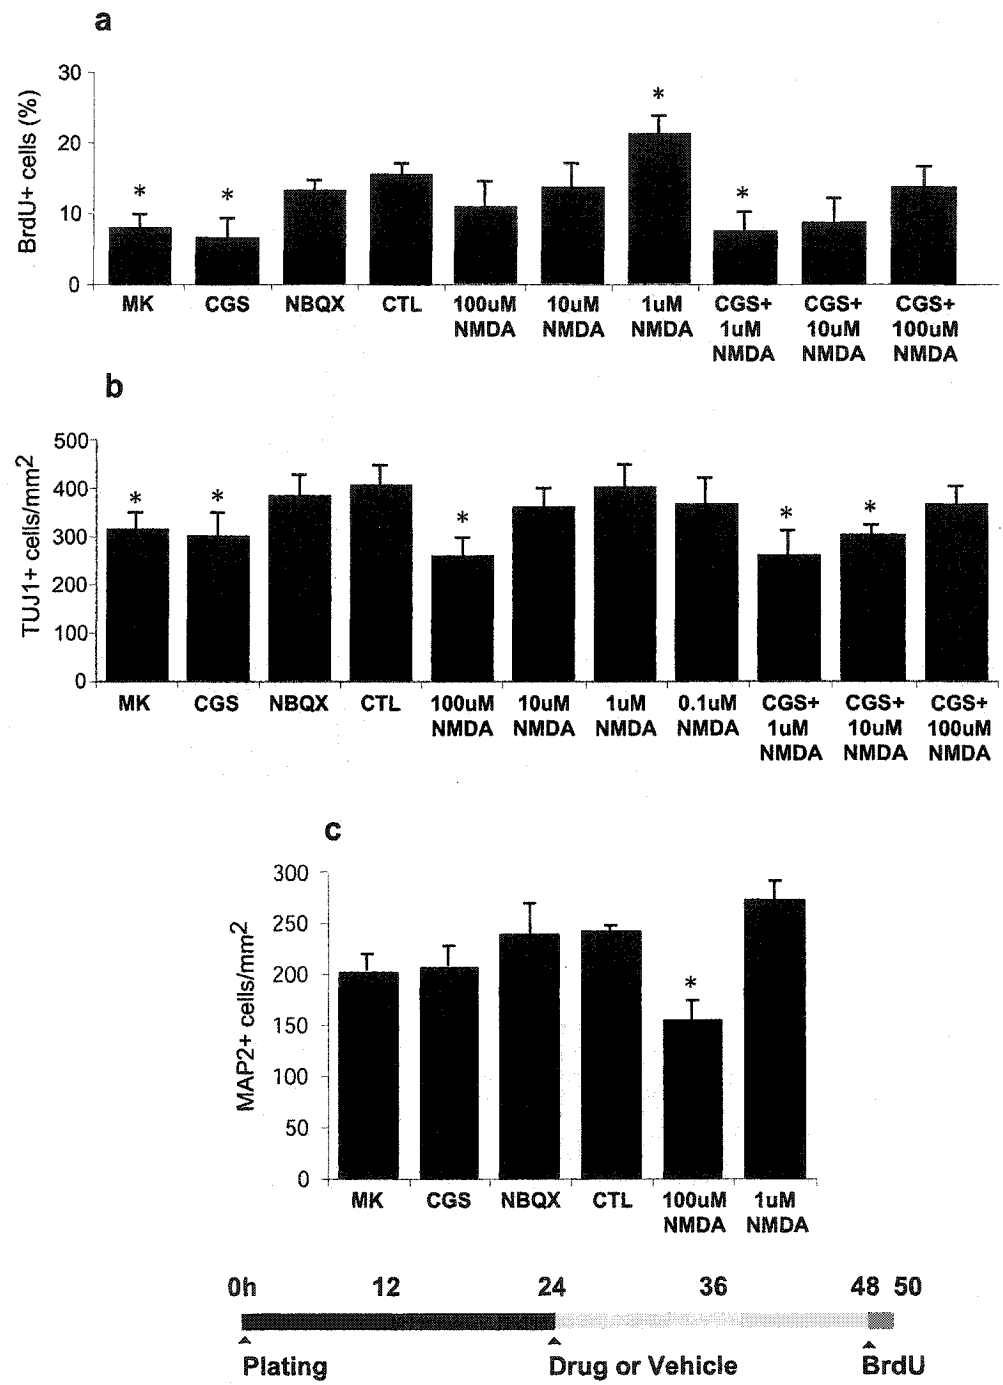 a
BrdU+ cells (%)
30
20
10
0
* * * *
MK CGS NBQX CTL 100uM NMDA 10uM NMDA 1uM NMDA CGS+ 1uM NMDA CGS+ 10uM NMDA CGS+ 100uM NMDA
b
TUJ1+ cells/mm2
500
400
300
200
100
0
* * * * *
MK CGS NBQX CTL 100uM NMDA 10uM NMDA 1uM NMDA 0.1uM NMDA CGS+ 1uM NMDA CGS+ 10uM NMDA CGS+ 100uM NMDA
c
MAP2+ cells/mm2
300
250
200
150
100
50
0
*
MK CGS NBQX CTL 100uM NMDA 1uM NMDA
0h 12 24 36 48 50
Plating Drug or Vehicle BrdU